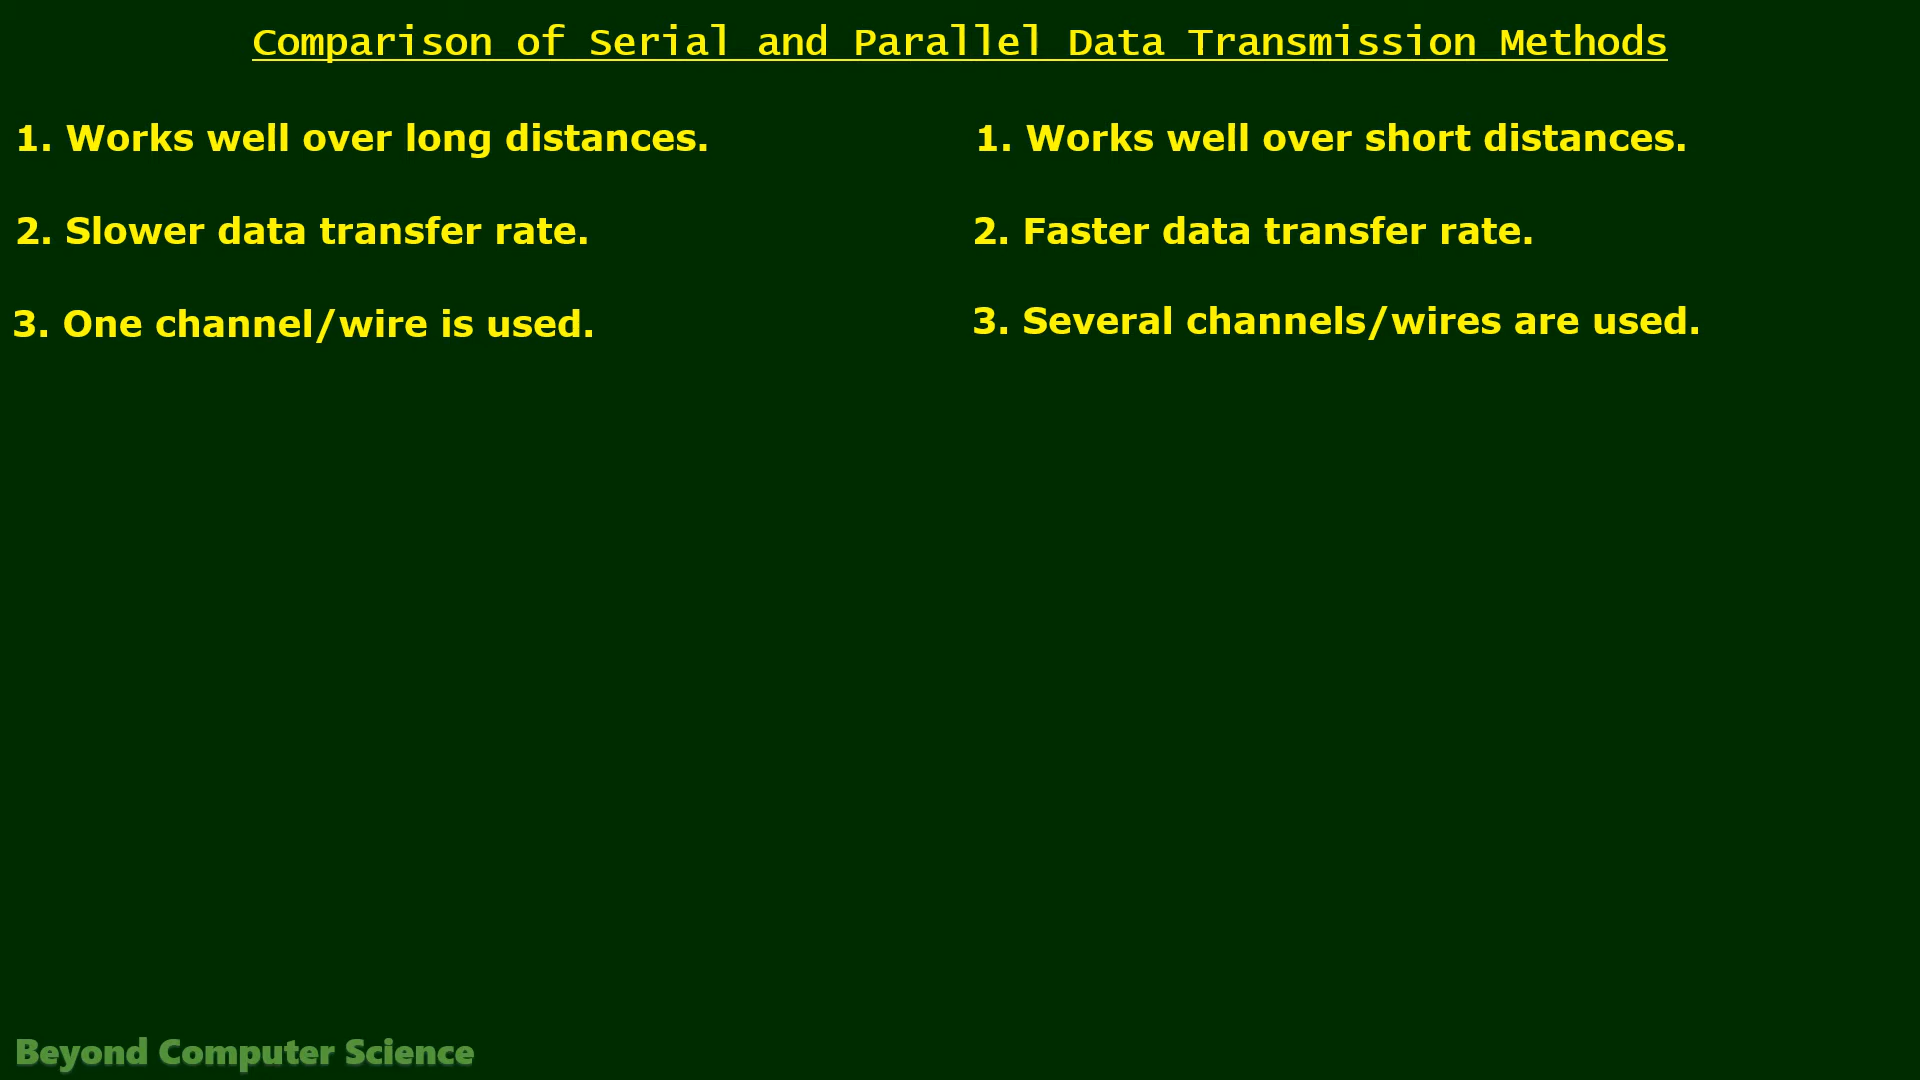 Comparison of Serial and Parallel Data Transmission Methods
1. Works well over long distances.
2. Slower data transfer rate.
3. One channel/wire is used.
1. Works well over short distances.
2. Faster data transfer rate.
3. Several channels/wires are used.
Beyond Computer Science